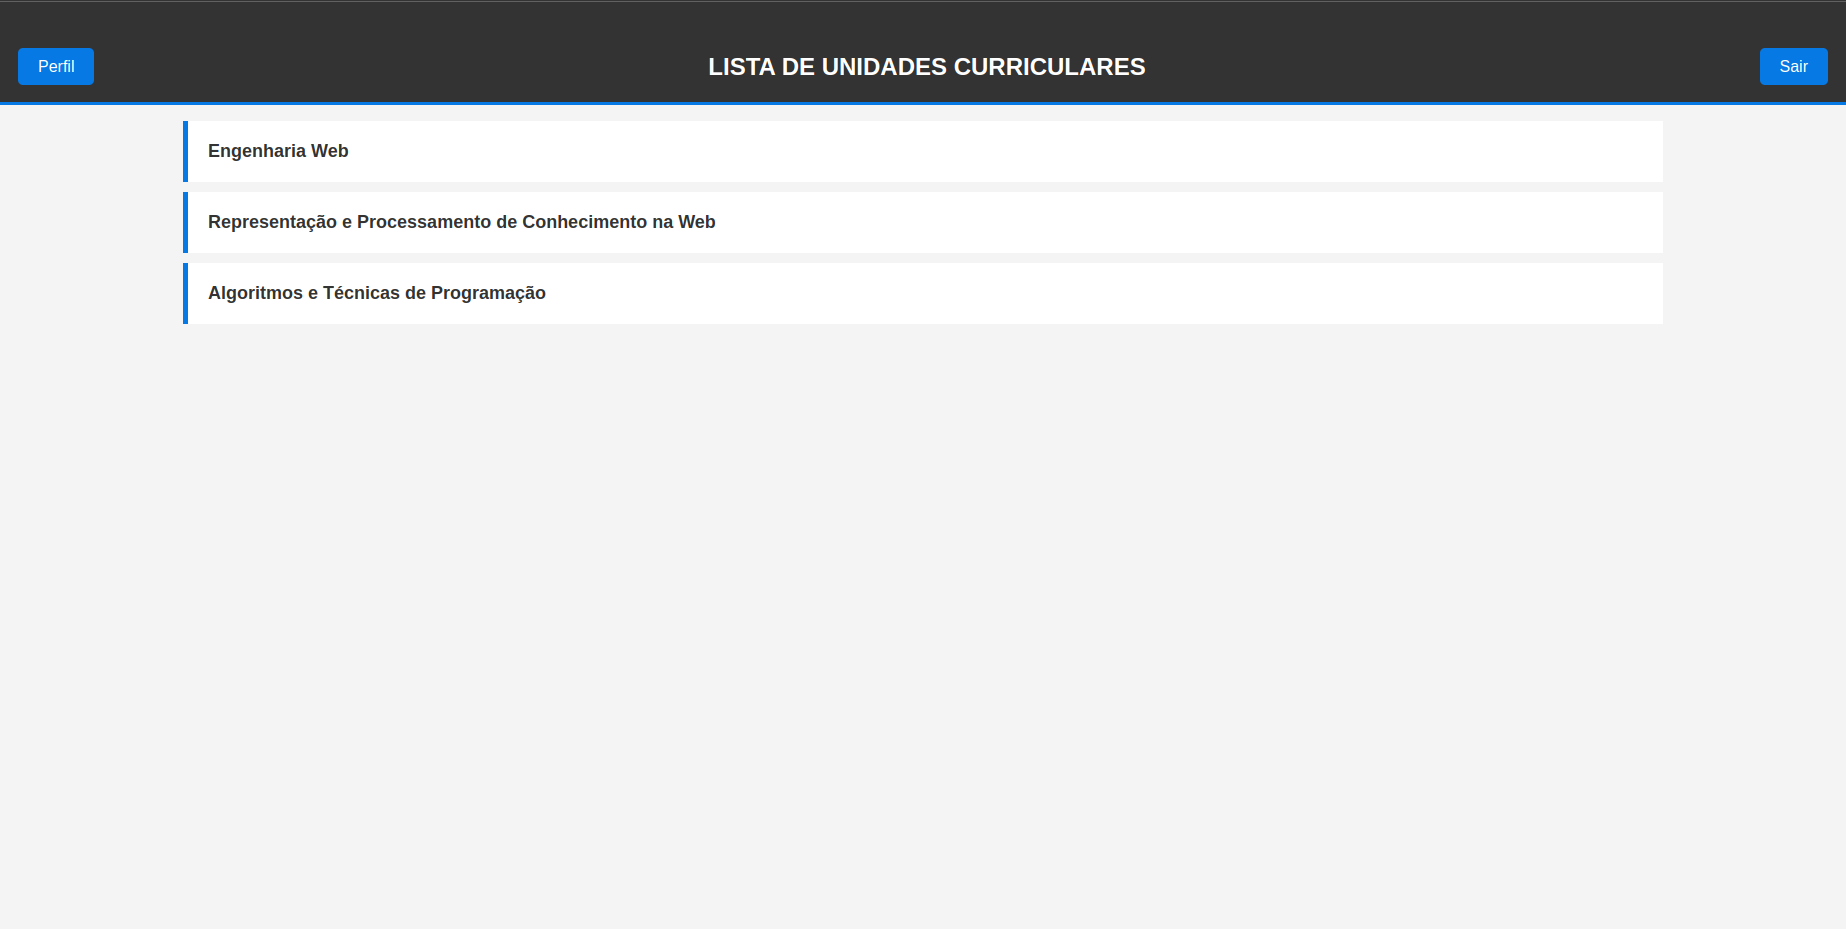 Perfil
LISTA DE UNIDADES CURRICULARES
Sair
Engenharia Web
Representação e Processamento de Conhecimento na Web
Algoritmos e Técnicas de Programação